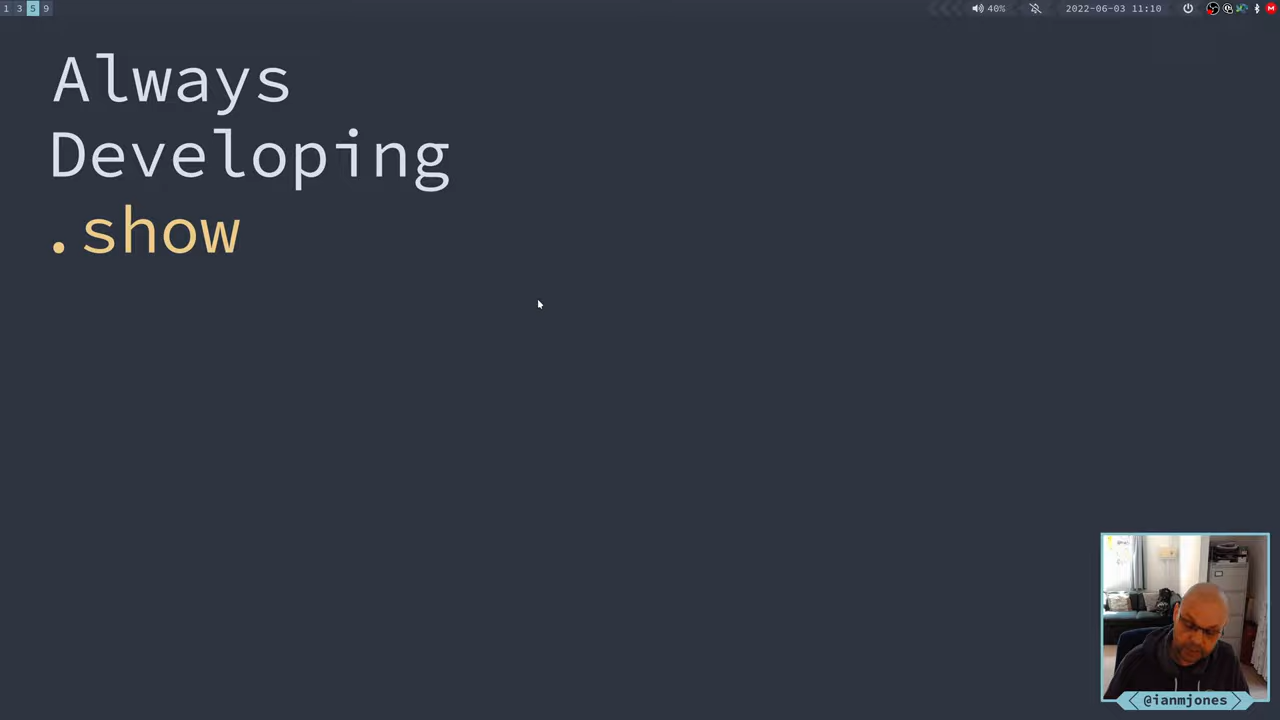 1 3 5 9
40%
2022-06-03 11:10
Always
Developing
.show
@ianmjones